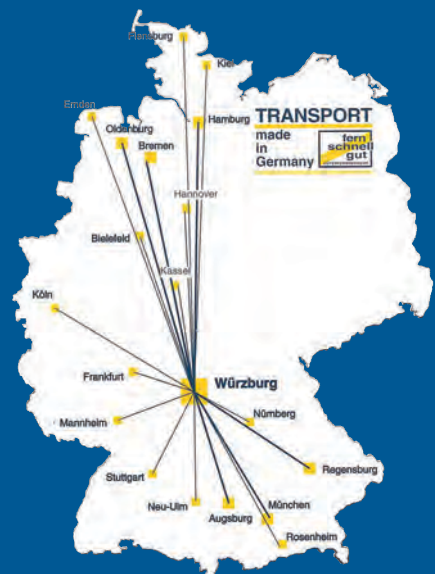 Flensburg
Kiel
Emden
Hamburg
TRANSPORT
made
in
Germany
fern
schnell
gut
Oldenburg
Bremen
Hannover
Bielefeld
Kassel
Köln
Frankfurt
Würzburg
Mannheim
Nürnberg
Stuttgart
Regensburg
Neu-Ulm
Augsburg
München
Rosenheim